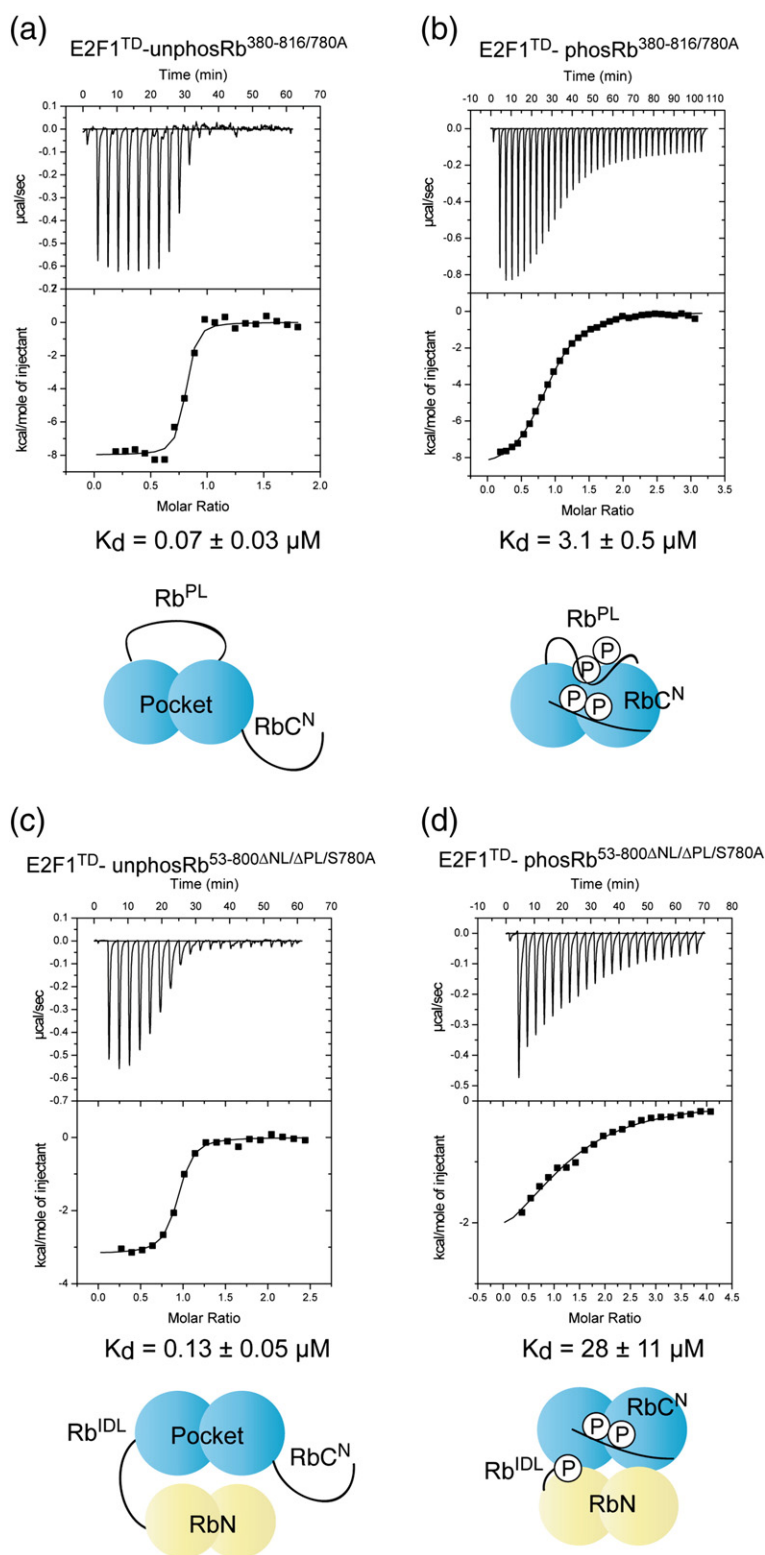 (a)
E2F1TD-unphosRb380-816/780A
Time (min)
0 10 20 30 40 50 60 70
0.1
0.0
-0.1
-0.2
-0.3
-0.4
-0.5
-0.6
0.2
µcal/sec
0
-2
-4
-6
-8
kcal/mole of injectant
0.0 0.5 1.0 1.5 2.0
Molar Ratio
Kd = 0.07 ± 0.03 µM
RbPL
Pocket
RbCN
(b)
E2F1TD- phosRb380-816/780A
Time (min)
-10 0 10 20 30 40 50 60 70 80 90 100 110
0.0
-0.2
-0.4
-0.6
-0.8
µcal/sec
0
-2
-4
-6
-8
kcal/mole of injectant
0.0 0.5 1.0 1.5 2.0 2.5 3.0 3.5
Molar Ratio
Kd = 3.1 ± 0.5 µM
RbPL
P
P
P P
RbCN
(c)
E2F1TD- unphosRb53-800ΔNL/ΔPL/S780A
Time (min)
0 10 20 30 40 50 60 70
0.1
0.0
-0.1
-0.2
-0.3
-0.4
-0.5
-0.6
-0.7
µcal/sec
0
-2
-4
kcal/mole of injectant
0.0 0.5 1.0 1.5 2.0 2.5
Molar Ratio
Kd = 0.13 ± 0.05 µM
RbIDL
Pocket
RbCN
RbN
(d)
E2F1TD- phosRb53-800ΔNL/ΔPL/S780A
Time (min)
-10 0 10 20 30 40 50 60 70 80
0.0
-0.1
-0.2
-0.3
-0.4
-0.5
µcal/sec
0
-2
kcal/mole of injectant
-0.5 0.0 0.5 1.0 1.5 2.0 2.5 3.0 3.5 4.0 4.5
Molar Ratio
Kd = 28 ± 11 µM
RbCN
P P
RbIDL
P
RbN